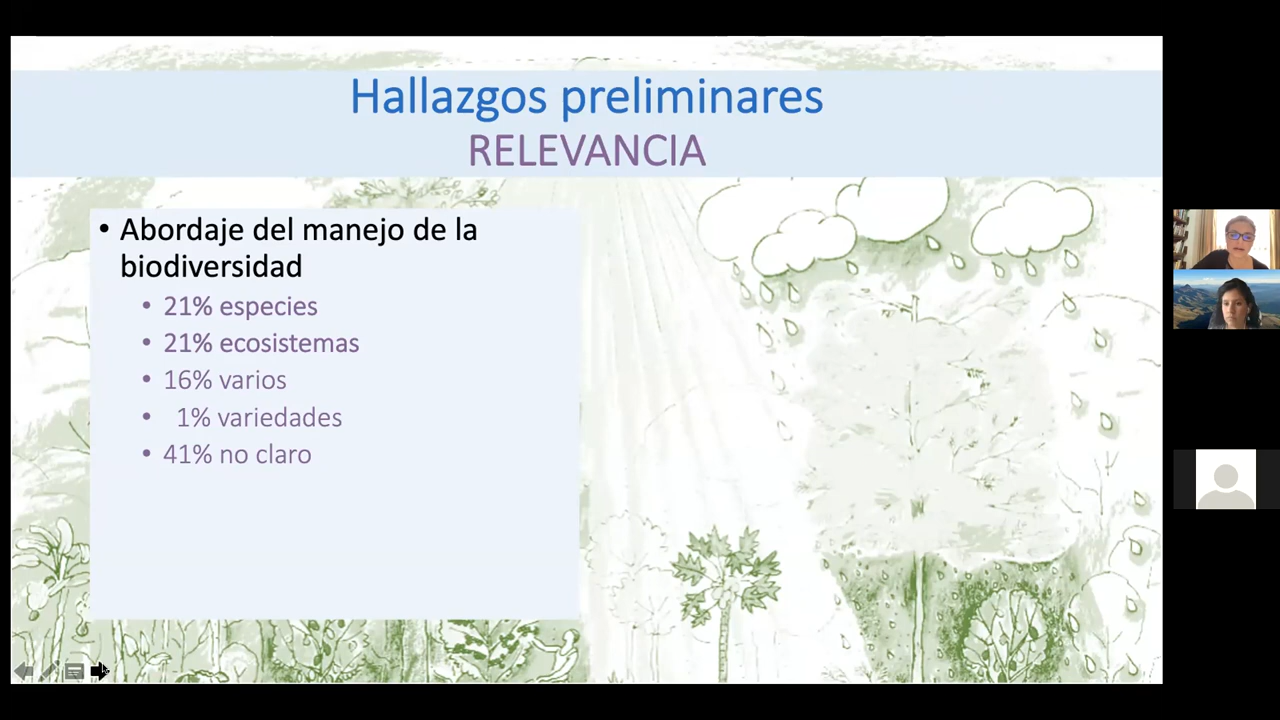 Hallazgos preliminares
RELEVANCIA
• Abordaje del manejo de la
biodiversidad
• 21% especies
• 21% ecosistemas
• 16% varios
• 1% variedades
• 41% no claro